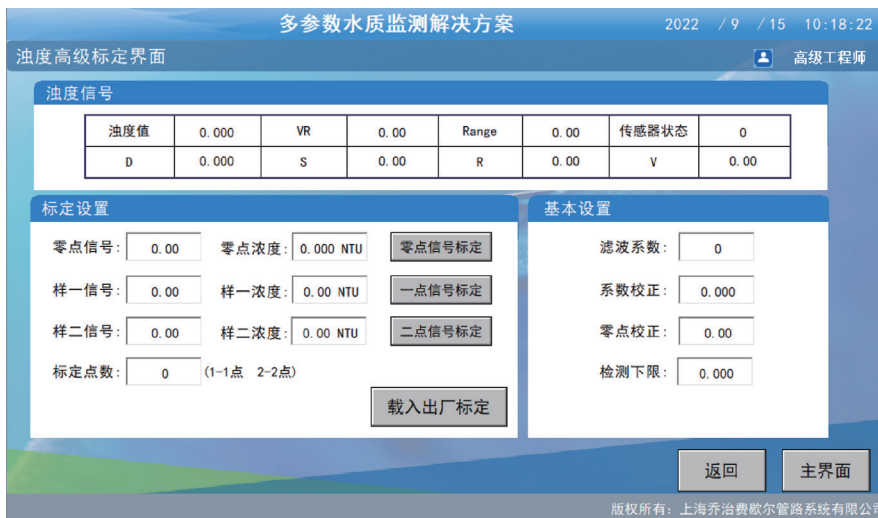 多参数水质监测解决方案 2022 / 9 / 15 10:18:22
浊度高级标定界面 高级工程师
浊度信号
浊度值 0.000 VR 0.00 Range 0.00 传感器状态 0
D 0.000 S 0.00 R 0.00 V 0.00
标定设置
零点信号: 0.00 零点浓度: 0.000 NTU 零点信号标定
样一信号: 0.00 样一浓度: 0.00 NTU 一点信号标定
样二信号: 0.00 样二浓度: 0.00 NTU 二点信号标定
标定点数: 0 (1-1点 2-2点)
载入出厂标定
基本设置
滤波系数: 0
系数校正: 0.000
零点校正: 0.00
检测下限: 0.000
返回 主界面
版权所有: 上海乔治费歇尔管路系统有限公